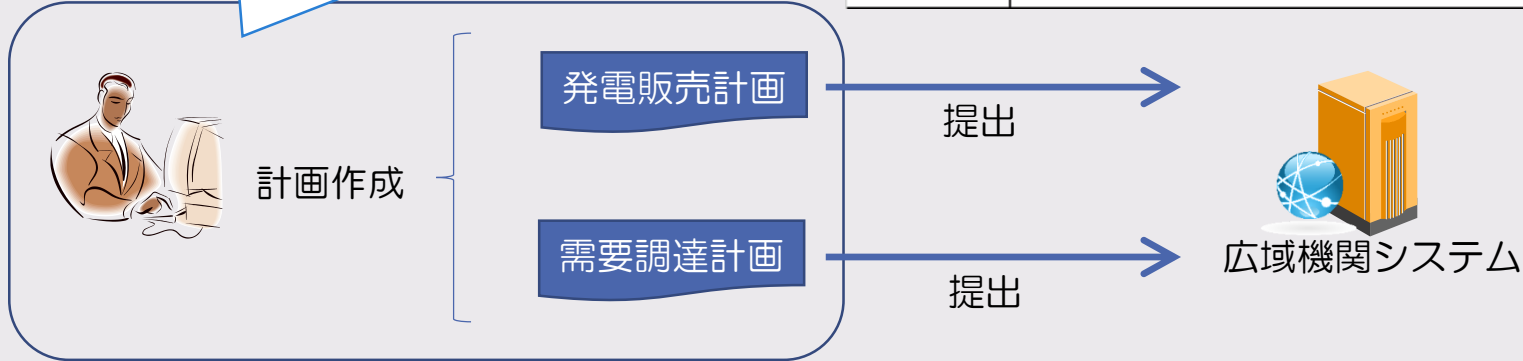 発電販売計画
提出
計画作成
需要調達計画
提出
広域機関システム